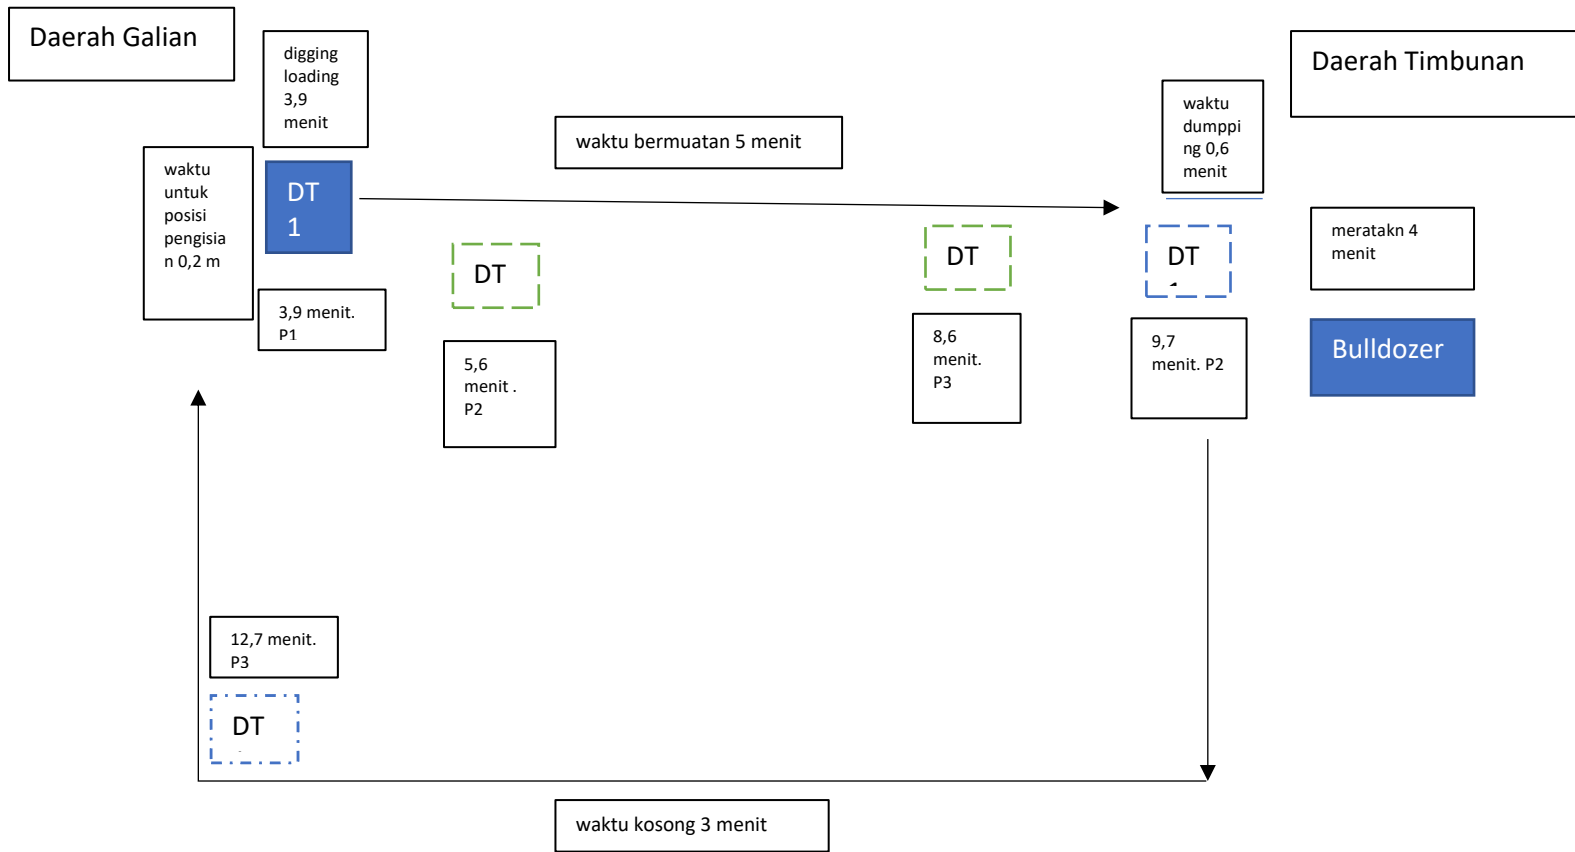 Daerah Galian
digging
loading
3,9
menit
Daerah Timbunan
waktu
dumppi
ng 0,6
menit
waktu bermuatan 5 menit
waktu
untuk
posisi
pengisia
n 0,2 m
DT
1
meratakn 4
menit
DT
DT
DT
3,9 menit.
P1
8,6
menit.
P3
9,7
menit. P2
Bulldozer
5,6
menit .
P2
12,7 menit.
P3
DT
waktu kosong 3 menit